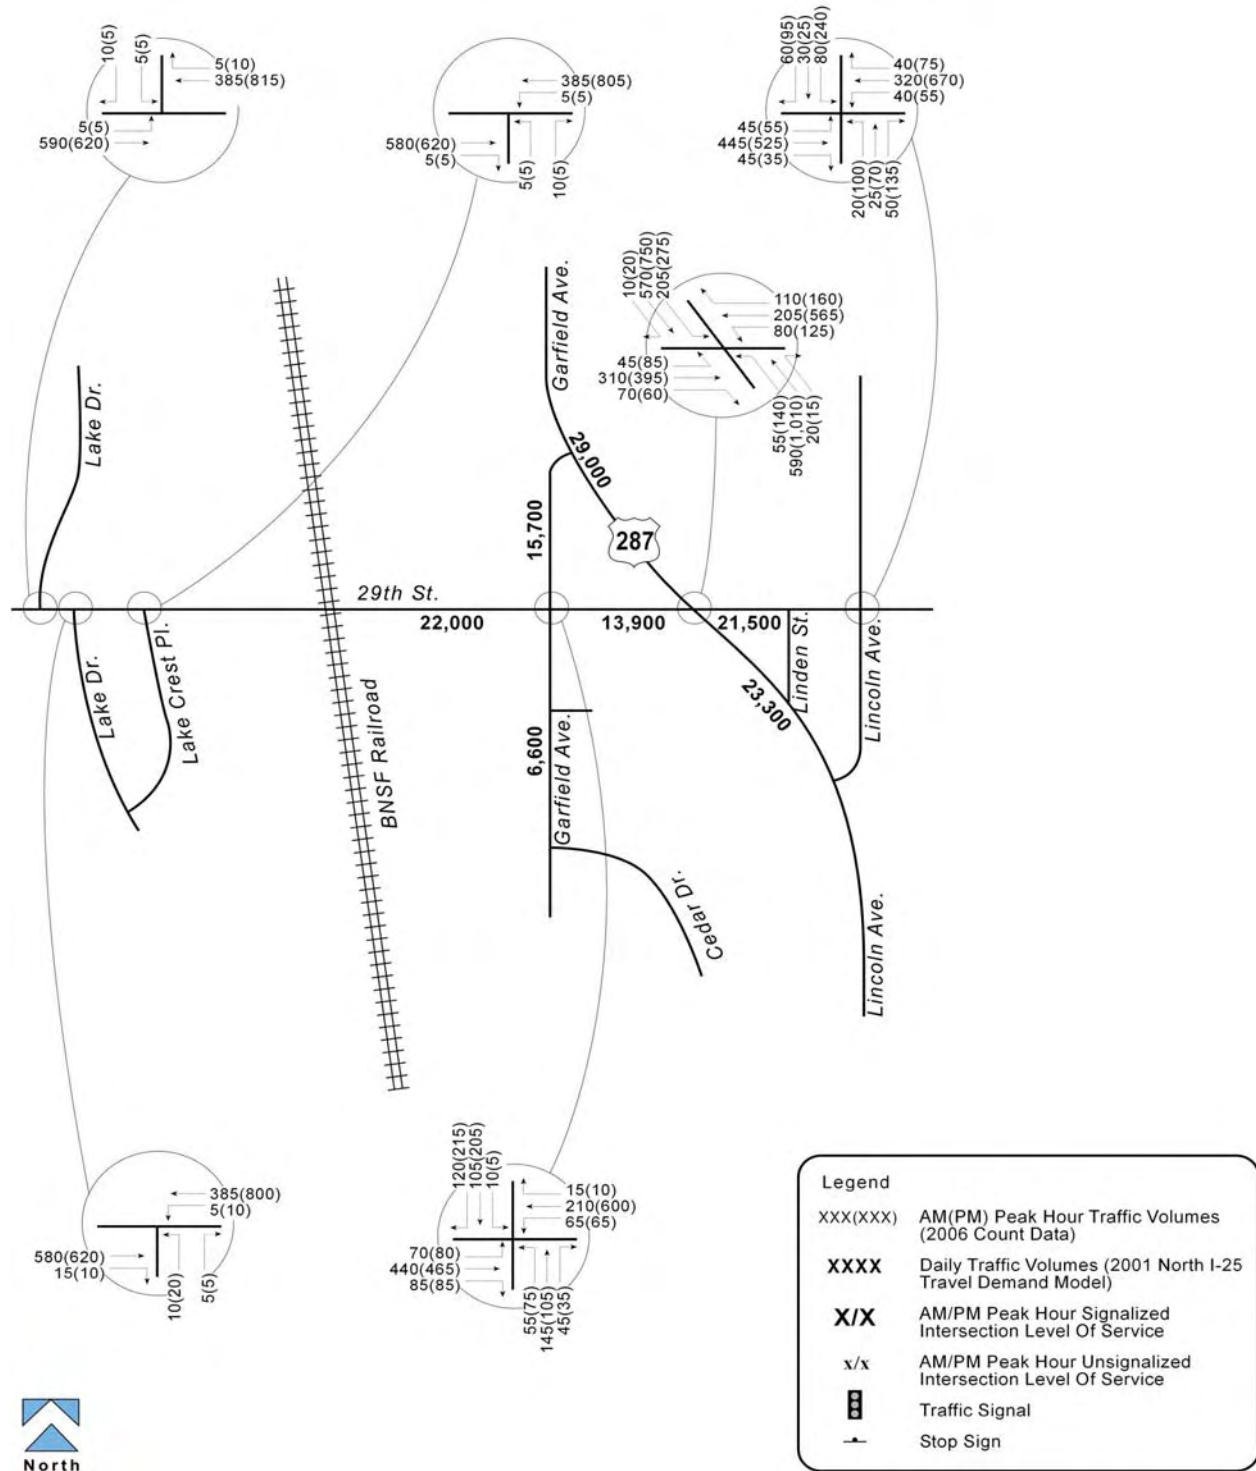 10(5)
5(5)
5(10)
385(815)
5(5)
590(620)
385(805)
5(5)
580(620)
5(5)
5(5)
10(5)
60(95)
30(25)
80(240)
40(75)
320(670)
40(55)
45(55)
445(525)
45(35)
20(100)
25(70)
50(135)
10(20)
570(750)
205(275)
110(160)
205(565)
80(125)
45(85)
310(395)
70(60)
55(140)
590(1,010)
20(15)
Lake Dr.
Garfield Ave.
29,000
15,700
287
29th St.
22,000
13,900
21,500
Lake Dr.
Lake Crest Pl.
BNSF Railroad
6,600
Garfield Ave.
23,300
Linden St.
Lincoln Ave.
Cedar Dr.
Lincoln Ave.
385(800)
5(10)
580(620)
15(10)
10(20)
5(5)
120(215)
105(205)
10(5)
15(10)
210(600)
65(65)
70(80)
440(465)
85(85)
55(75)
145(105)
45(35)
Legend
XXX(XXX) AM(PM) Peak Hour Traffic Volumes
(2006 Count Data)
XXXX Daily Traffic Volumes (2001 North I-25
Travel Demand Model)
X/X AM/PM Peak Hour Signalized
Intersection Level Of Service
x/x AM/PM Peak Hour Unsignalized
Intersection Level Of Service
Traffic Signal
Stop Sign
North